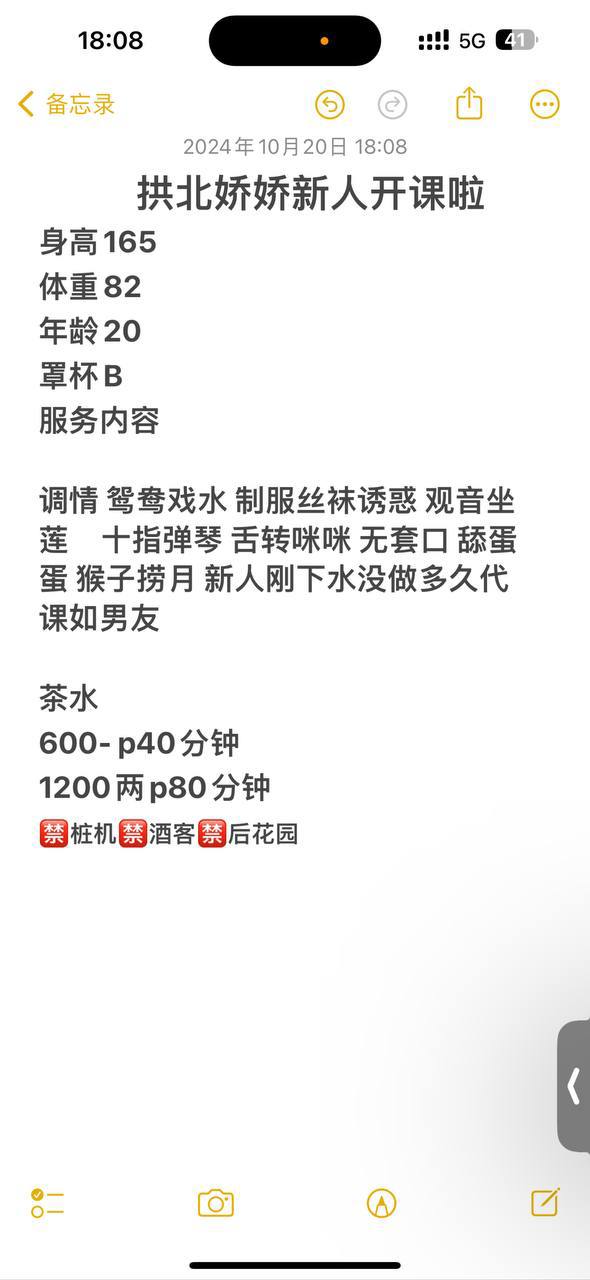 18:08
5G
41
备忘录
2024年10月20日 18:08
拱北娇娇新人开课啦
身高165
体重82
年龄20
罩杯B
服务内容
调情 鸳鸯戏水 制服丝袜诱惑 观音坐
莲 十指弹琴 舌转咪咪 无套口 舔蛋
蛋 猴子捞月 新人刚下水没做多久代
课如男友
茶水
600- p40分钟
1200两p80分钟
🈲桩机🈲酒客🈲后花园